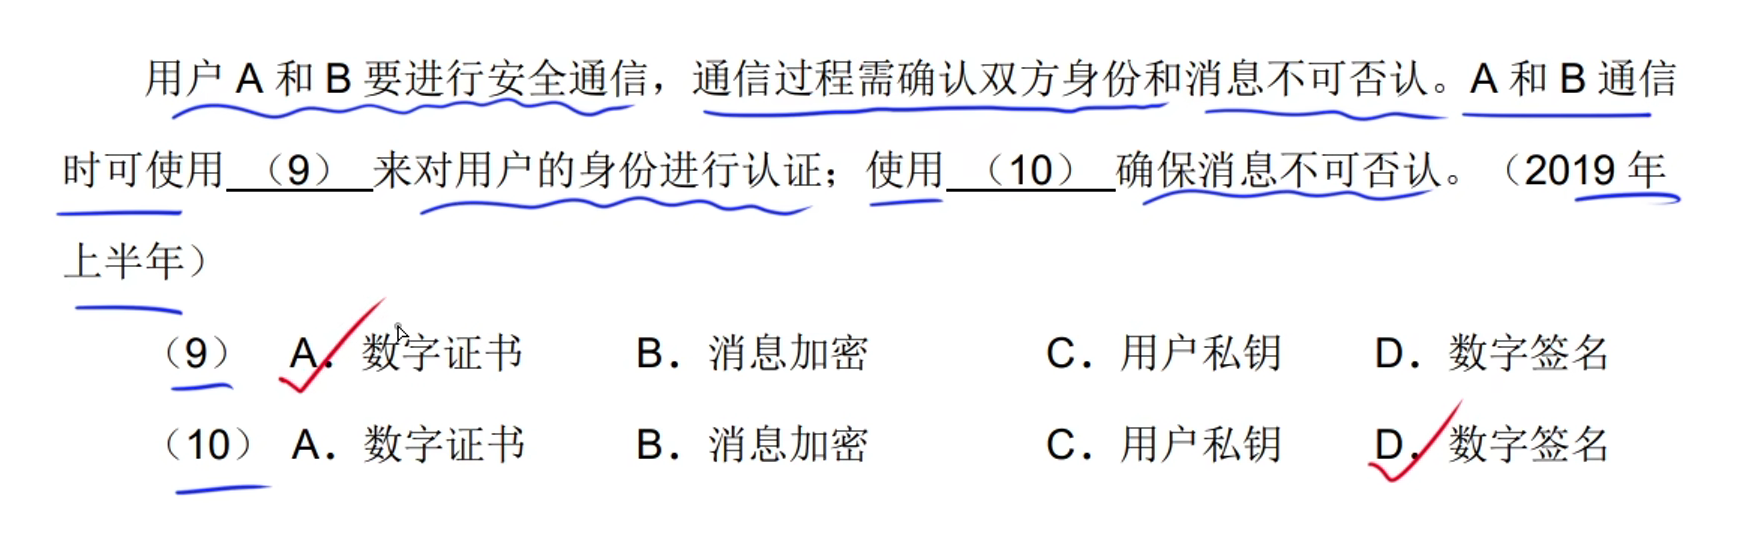 用户 A 和 B 要进行安全通信，通信过程需确认双方身份和消息不可否认。A 和 B 通信
时可使用 （9） 来对用户的身份进行认证；使用 （10） 确保消息不可否认。（2019 年
上半年）
（9） A．数字证书 B．消息加密 C．用户私钥 D．数字签名
（10） A．数字证书 B．消息加密 C．用户私钥 D．数字签名